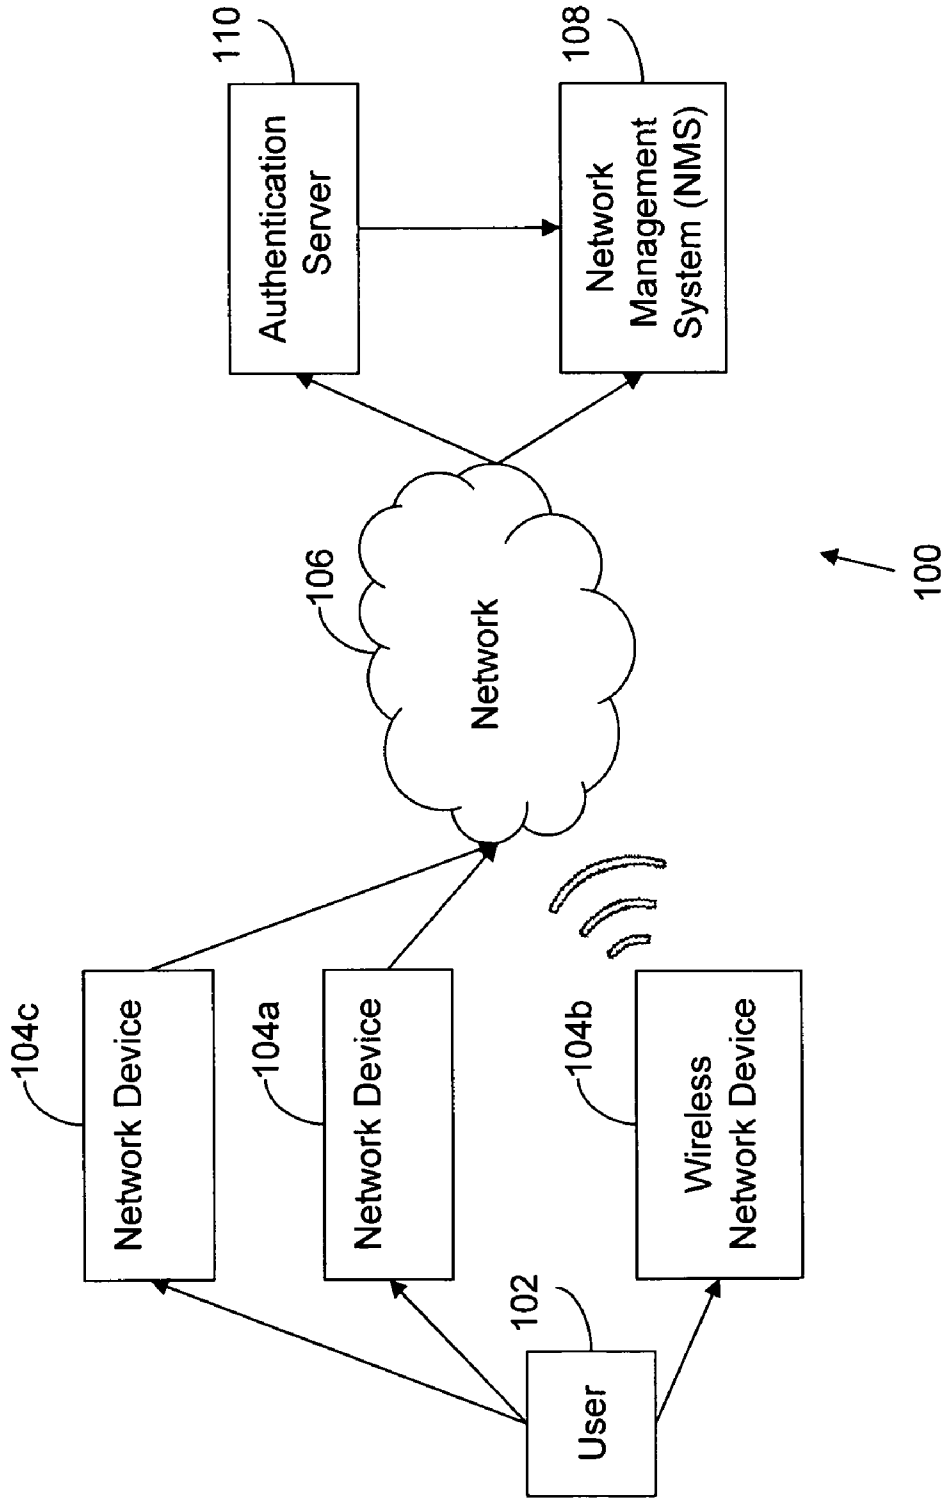 104c
Network Device
104a
Network Device
104b
Wireless
Network Device
102
User
106
Network
110
Authentication
Server
108
Network
Management
System (NMS)
100